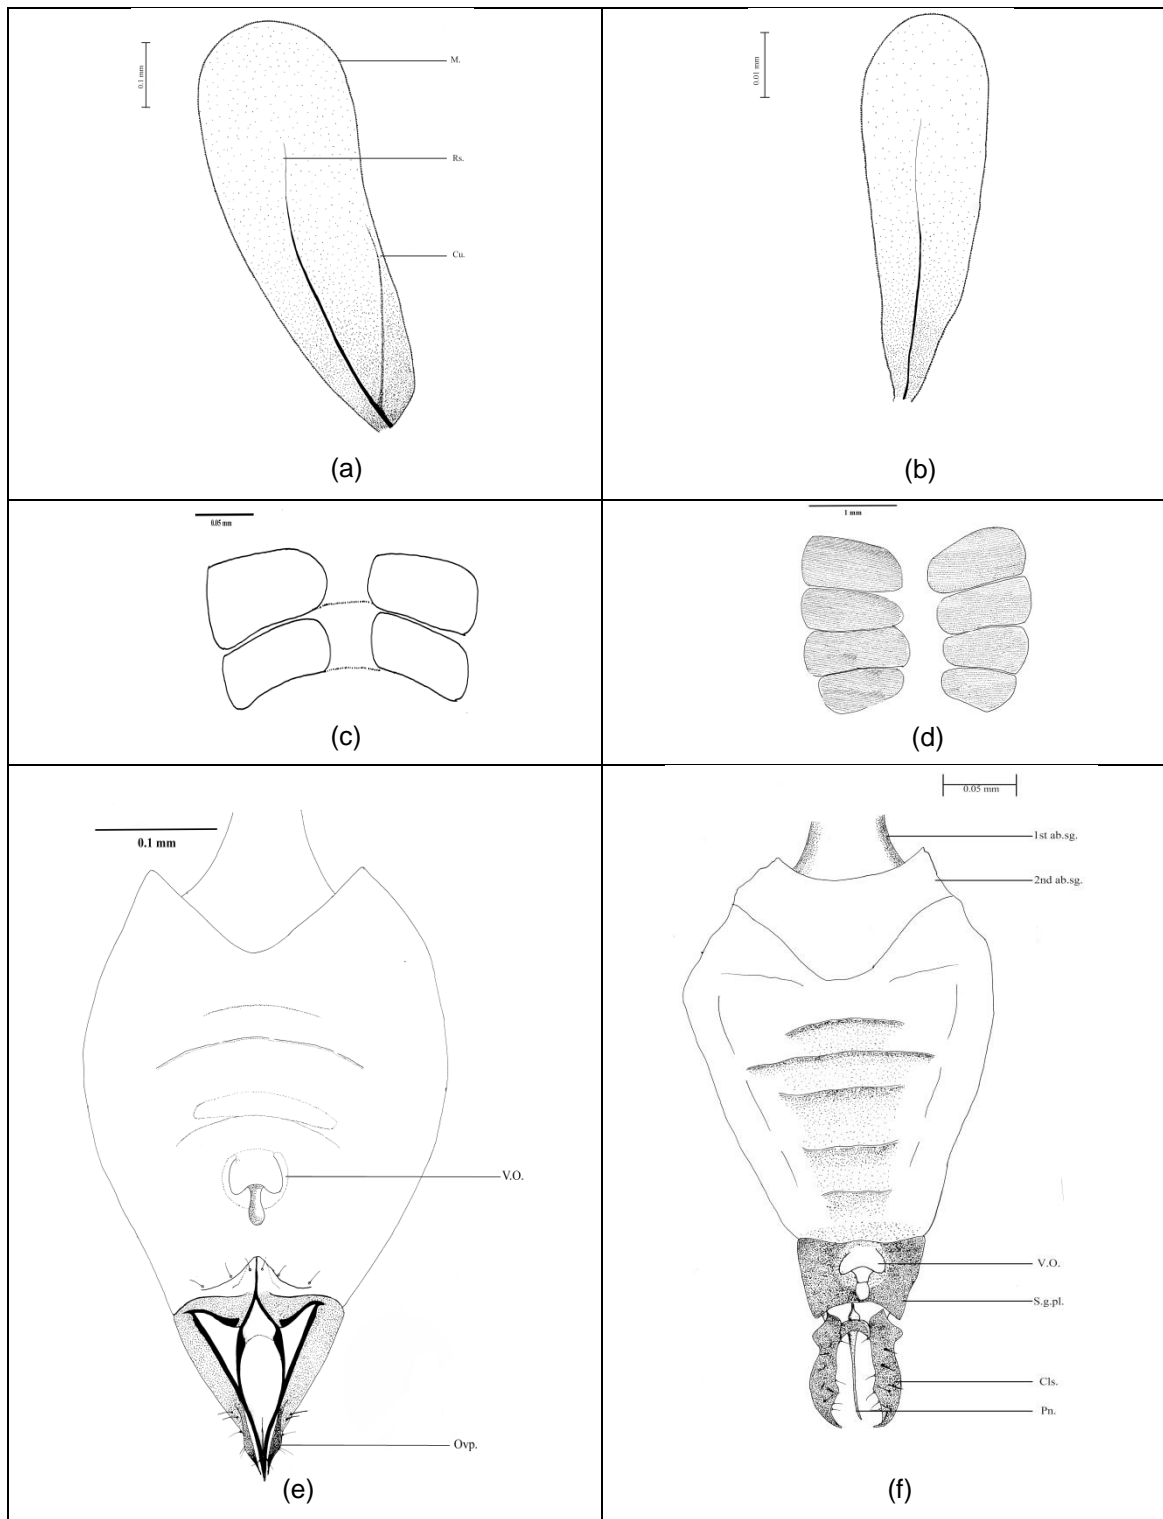 0.1 mm
M.
Rs.
Cu.
(a)
0.01 mm
(b)
0.05 mm
(c)
1 mm
(d)
0.1 mm
V.O.
Ovp.
(e)
0.05 mm
1st ab.sg.
2nd ab.sg.
V.O.
S.g.pl.
Cls.
Pn.
(f)